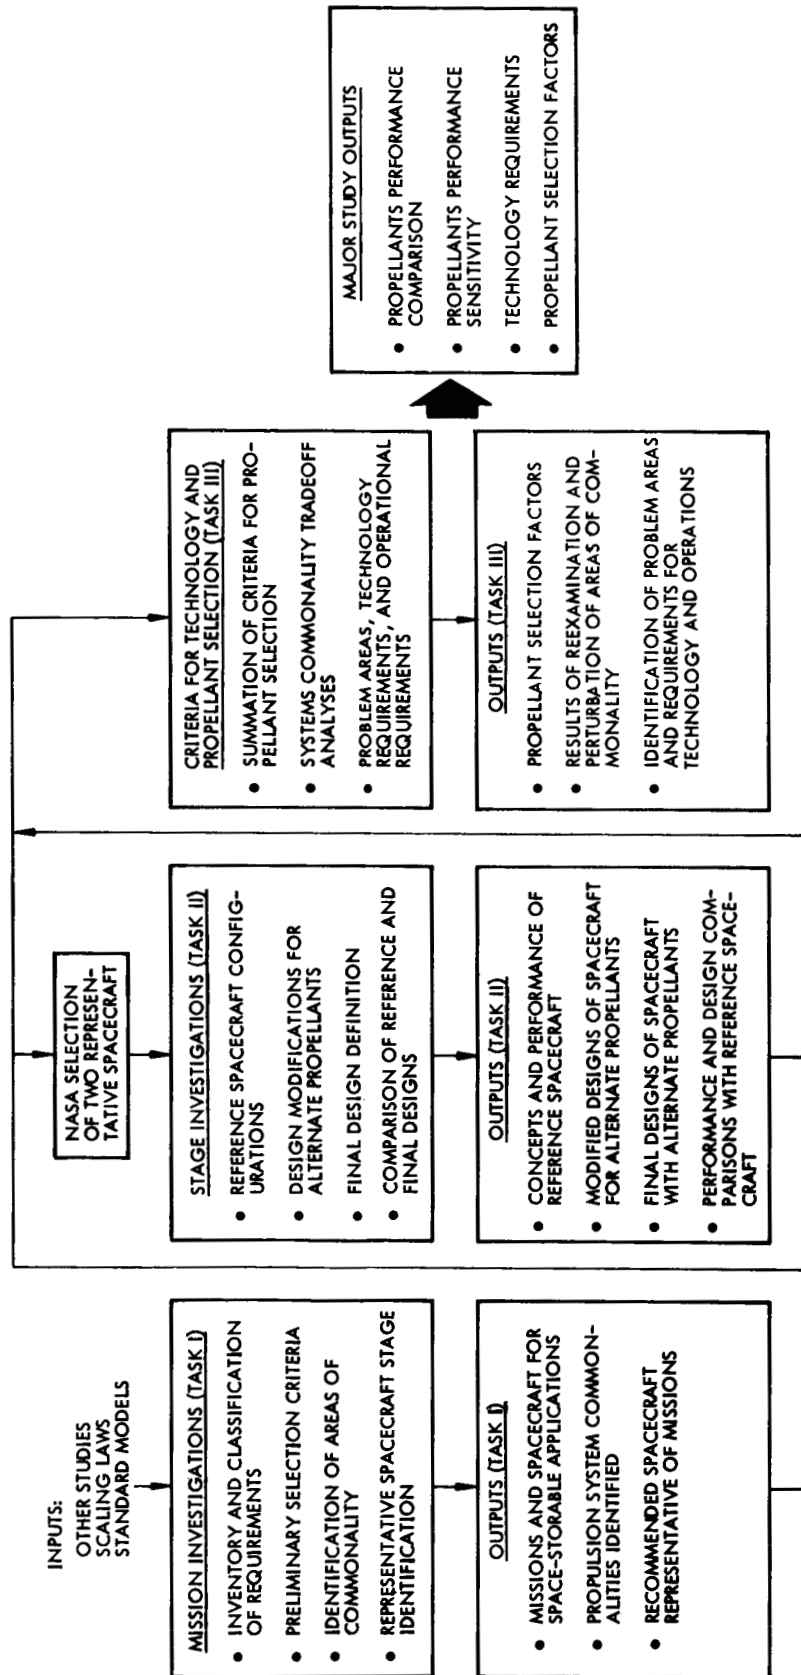 INPUTS:
OTHER STUDIES
SCALING LAWS
STANDARD MODELS
MISSION INVESTIGATIONS (TASK I)
• INVENTORY AND CLASSIFICATION
OF REQUIREMENTS
• PRELIMINARY SELECTION CRITERIA
• IDENTIFICATION OF AREAS OF
COMMONALITY
• REPRESENTATIVE SPACECRAFT STAGE
IDENTIFICATION
OUTPUTS (TASK I)
• MISSIONS AND SPACECRAFT FOR
SPACE-STORABLE APPLICATIONS
• PROPULSION SYSTEM COMMON-
ALITIES IDENTIFIED
• RECOMMENDED SPACECRAFT
REPRESENTATIVE OF MISSIONS
NASA SELECTION
OF TWO REPRESEN-
TATIVE SPACECRAFT
STAGE INVESTIGATIONS (TASK II)
• REFERENCE SPACECRAFT CONFIG-
URATIONS
• DESIGN MODIFICATIONS FOR
ALTERNATE PROPELLANTS
• FINAL DESIGN DEFINITION
• COMPARISON OF REFERENCE AND
FINAL DESIGNS
OUTPUTS (TASK II)
• CONCEPTS AND PERFORMANCE OF
REFERENCE SPACECRAFT
• MODIFIED DESIGNS OF SPACECRAFT
FOR ALTERNATE PROPELLANTS
• FINAL DESIGNS OF SPACECRAFT
WITH ALTERNATE PROPELLANTS
• PERFORMANCE AND DESIGN COM-
PARISONS WITH REFERENCE SPACE-
CRAFT
CRITERIA FOR TECHNOLOGY AND
PROPELLANT SELECTION (TASK III)
• SUMMATION OF CRITERIA FOR PRO-
PELLANT SELECTION
• SYSTEMS COMMONALITY TRADEOFF
ANALYSES
• PROBLEM AREAS, TECHNOLOGY
REQUIREMENTS, AND OPERATIONAL
REQUIREMENTS
OUTPUTS (TASK III)
• PROPELLANT SELECTION FACTORS
• RESULTS OF REEXAMINATION AND
PERTURBATION OF AREAS OF COM-
MONALITY
• IDENTIFICATION OF PROBLEM AREAS
AND REQUIREMENTS FOR
TECHNOLOGY AND OPERATIONS
MAJOR STUDY OUTPUTS
• PROPELLANTS PERFORMANCE
COMPARISON
• PROPELLANTS PERFORMANCE
SENSITIVITY
• TECHNOLOGY REQUIREMENTS
• PROPELLANT SELECTION FACTORS